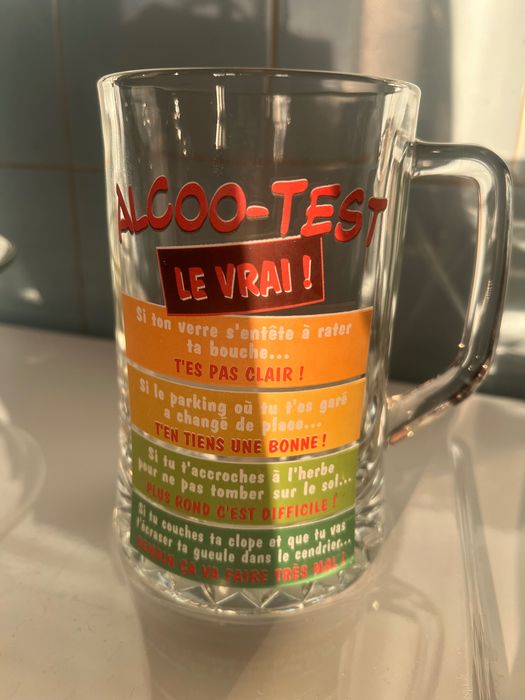 ALCOO-TEST
LE VRAI !
Si ton verre s'entête à rater
ta bouche...
T'ES PAS CLAIR !
Si le parking où tu t'es garé
a changé de place...
T'EN TIENS UNE BONNE !
Si tu t'accroches à l'herbe
pour ne pas tomber sur le sol...
PLUS ROND C'EST DIFFICILE !
Si tu couches ta clope et que tu vas
t'écraser ta gueule dans le cendrier...
DEMAIN ÇA VA FAIRE TRÈS MAL !